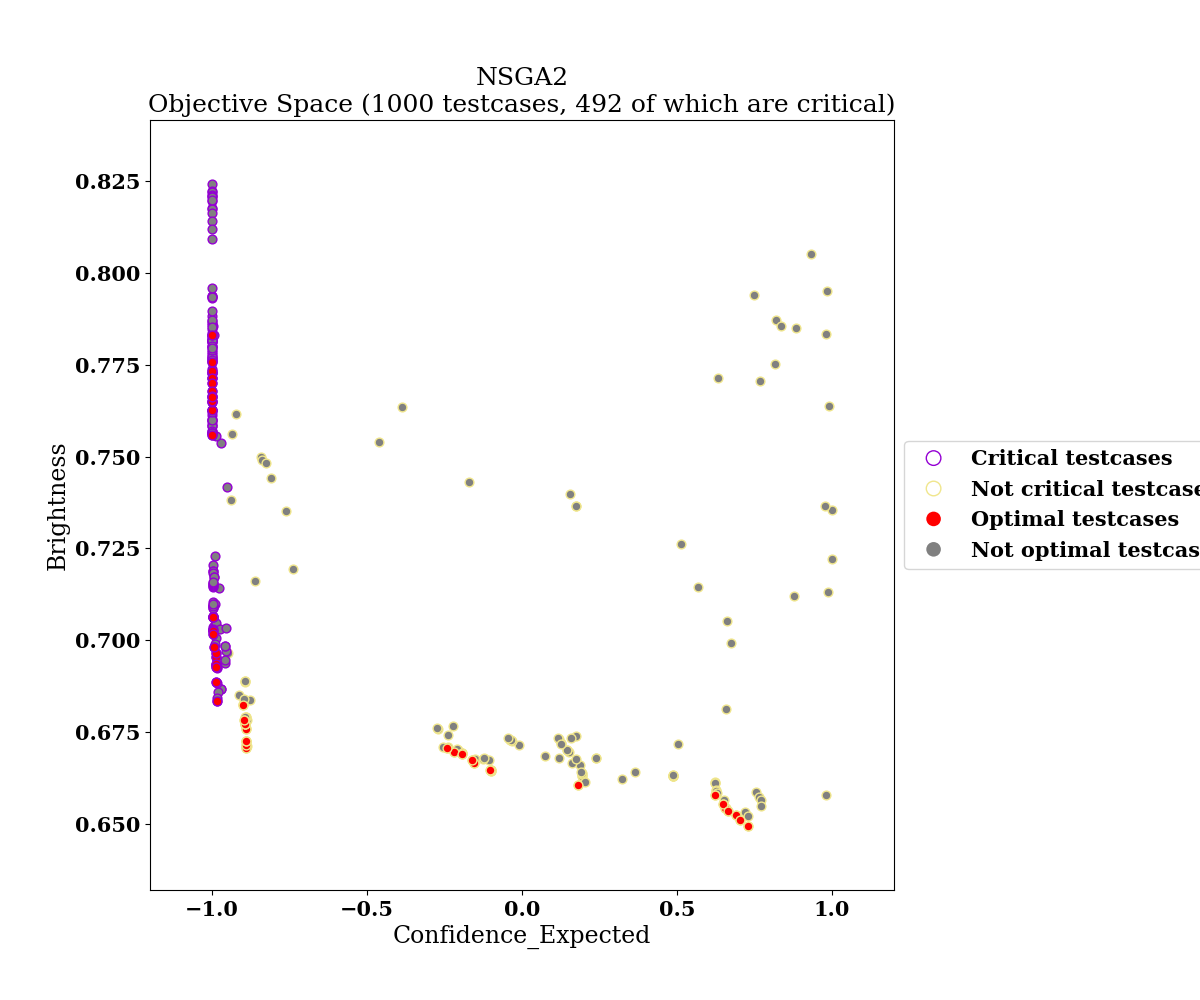 NSGA2
Objective Space (1000 testcases, 492 of which are critical)
0.825
0.800
0.775
0.750
0.725
0.700
0.675
0.650
Brightness
−1.0
−0.5
0.0
0.5
1.0
Confidence_Expected
Critical testcases
Not critical testcase
Optimal testcases
Not optimal testcas